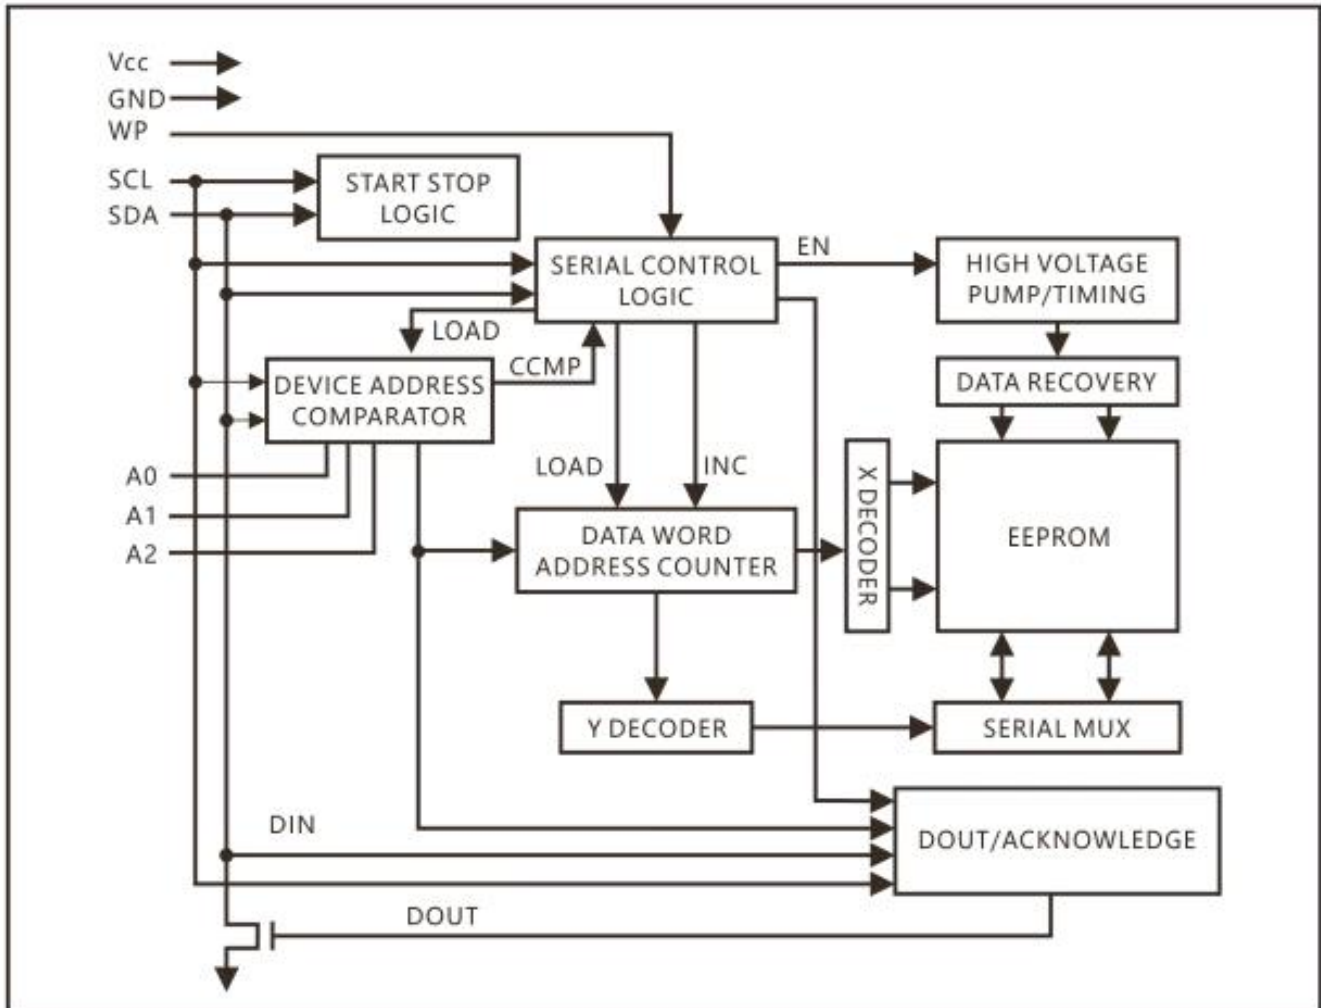 Vcc
GND
WP
SCL
SDA
START STOP
LOGIC
SERIAL CONTROL
LOGIC
EN
HIGH VOLTAGE
PUMP/TIMING
LOAD
CCMP
DEVICE ADDRESS
COMPARATOR
DATA RECOVERY
A0
A1
A2
LOAD
INC
X DECODER
EEPROM
DATA WORD
ADDRESS COUNTER
Y DECODER
SERIAL MUX
DIN
DOUT/ACKNOWLEDGE
DOUT